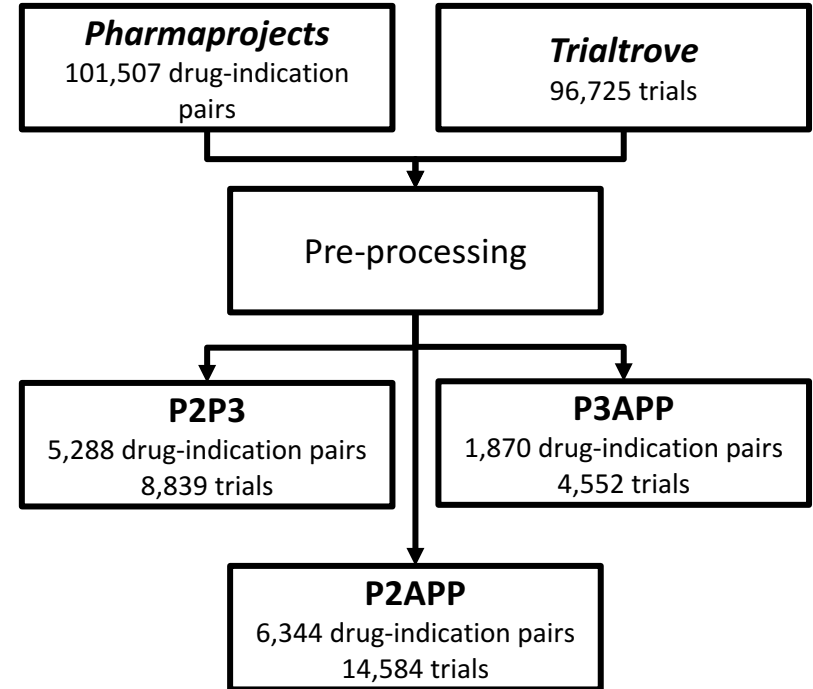 Pharmaprojects
101,507 drug-indication
pairs
Trialtrove
96,725 trials
Pre-processing
P2P3
5,288 drug-indication pairs
8,839 trials
P3APP
1,870 drug-indication pairs
4,552 trials
P2APP
6,344 drug-indication pairs
14,584 trials